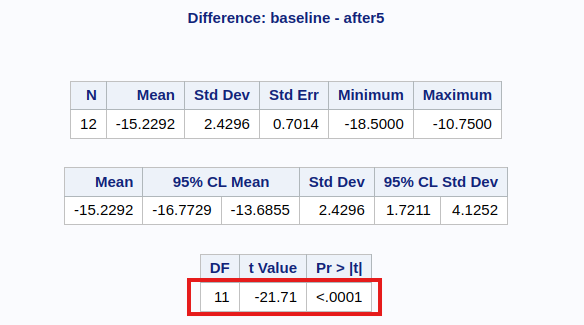 Difference: baseline - after5
N Mean Std Dev Std Err Minimum Maximum
12 -15.2292 2.4296 0.7014 -18.5000 -10.7500
Mean 95% CL Mean Std Dev 95% CL Std Dev
-15.2292 -16.7729 -13.6855 2.4296 1.7211 4.1252
DF t Value Pr > |t|
11 -21.71 <.0001